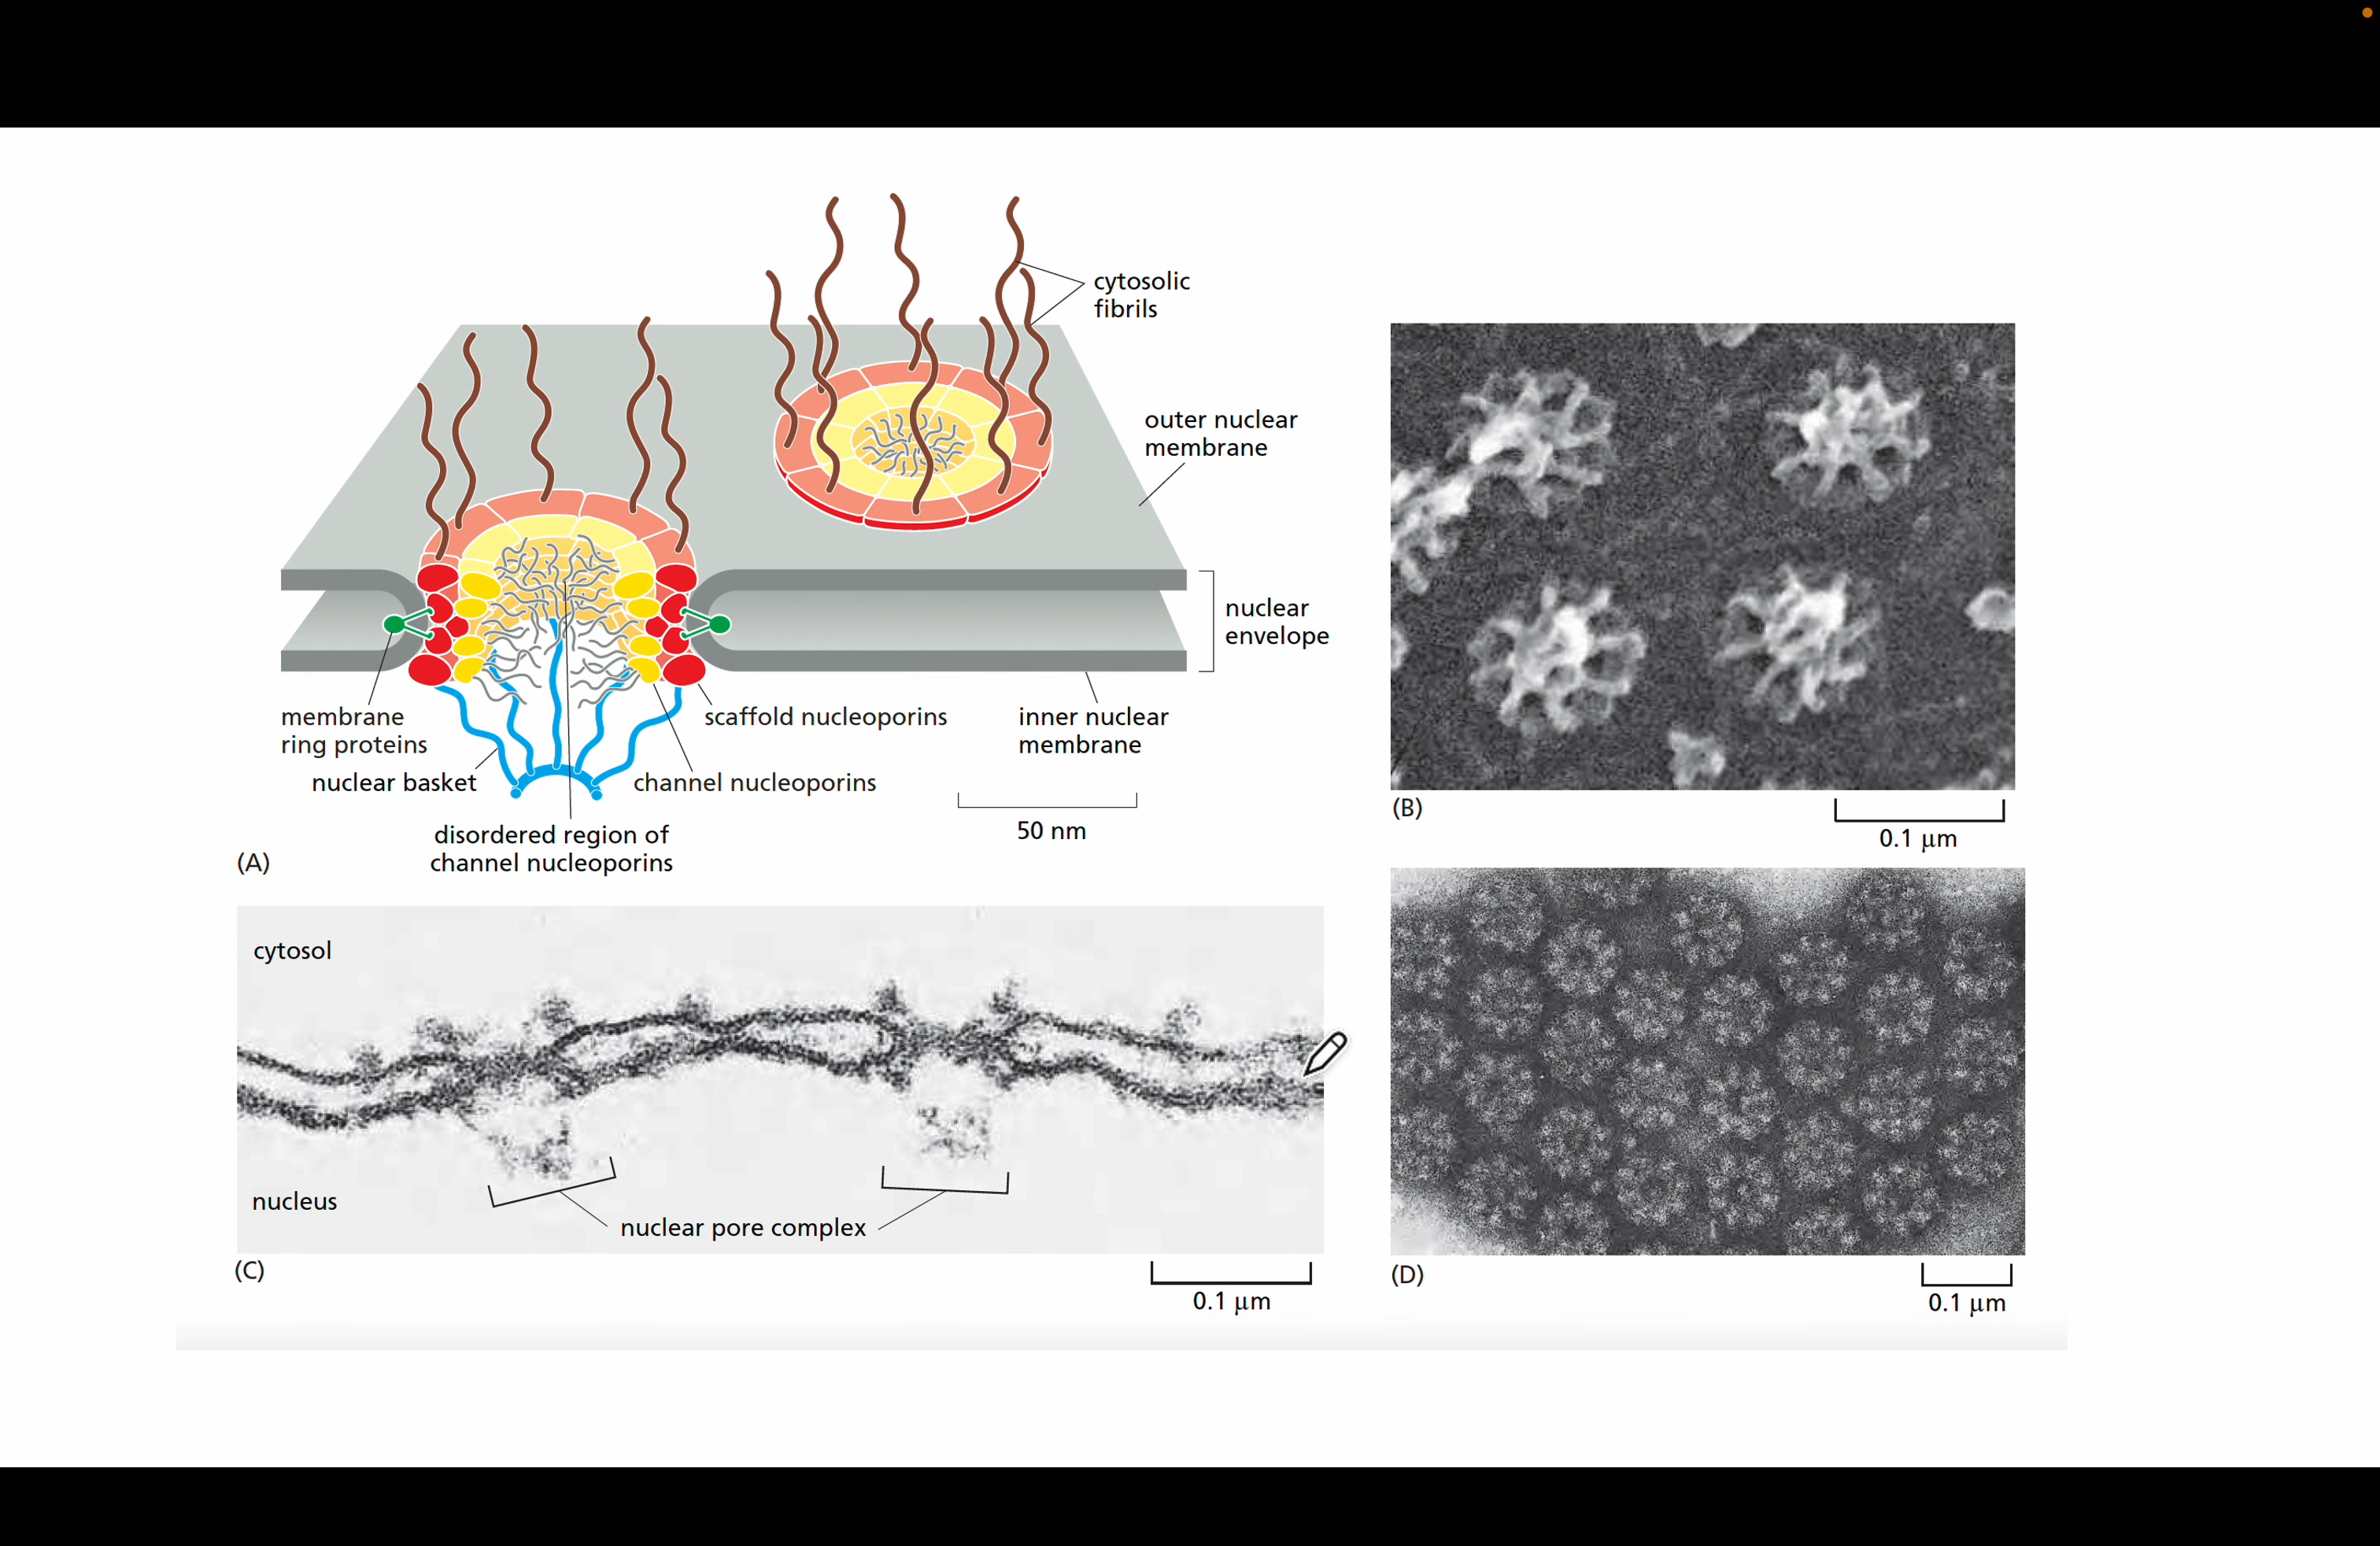 cytosolic
fibrils
outer nuclear
membrane
nuclear
envelope
membrane
ring proteins
scaffold nucleoporins
inner nuclear
membrane
nuclear basket
channel nucleoporins
disordered region of
channel nucleoporins
50 nm
(A)
(B)
0.1 μm
cytosol
nucleus
nuclear pore complex
(C)
0.1 μm
(D)
0.1 μm